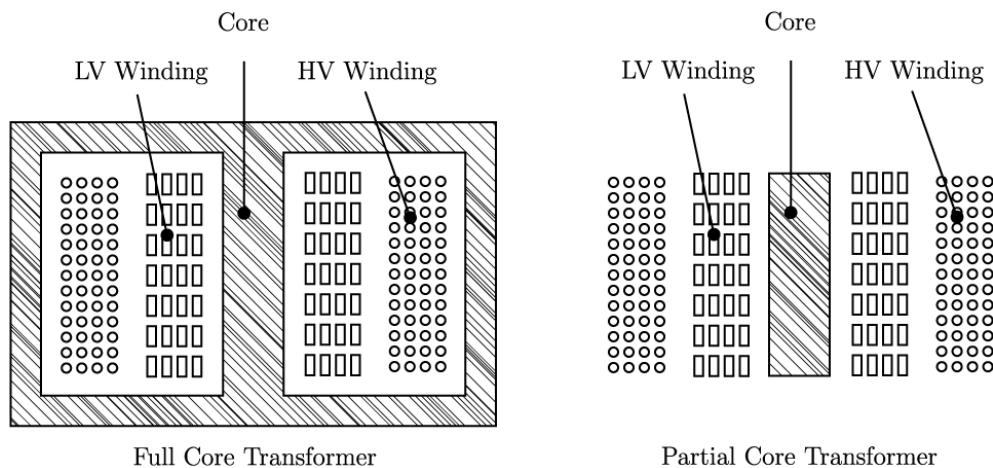 Core
LV Winding
HV Winding
Full Core Transformer
Core
LV Winding
HV Winding
Partial Core Transformer